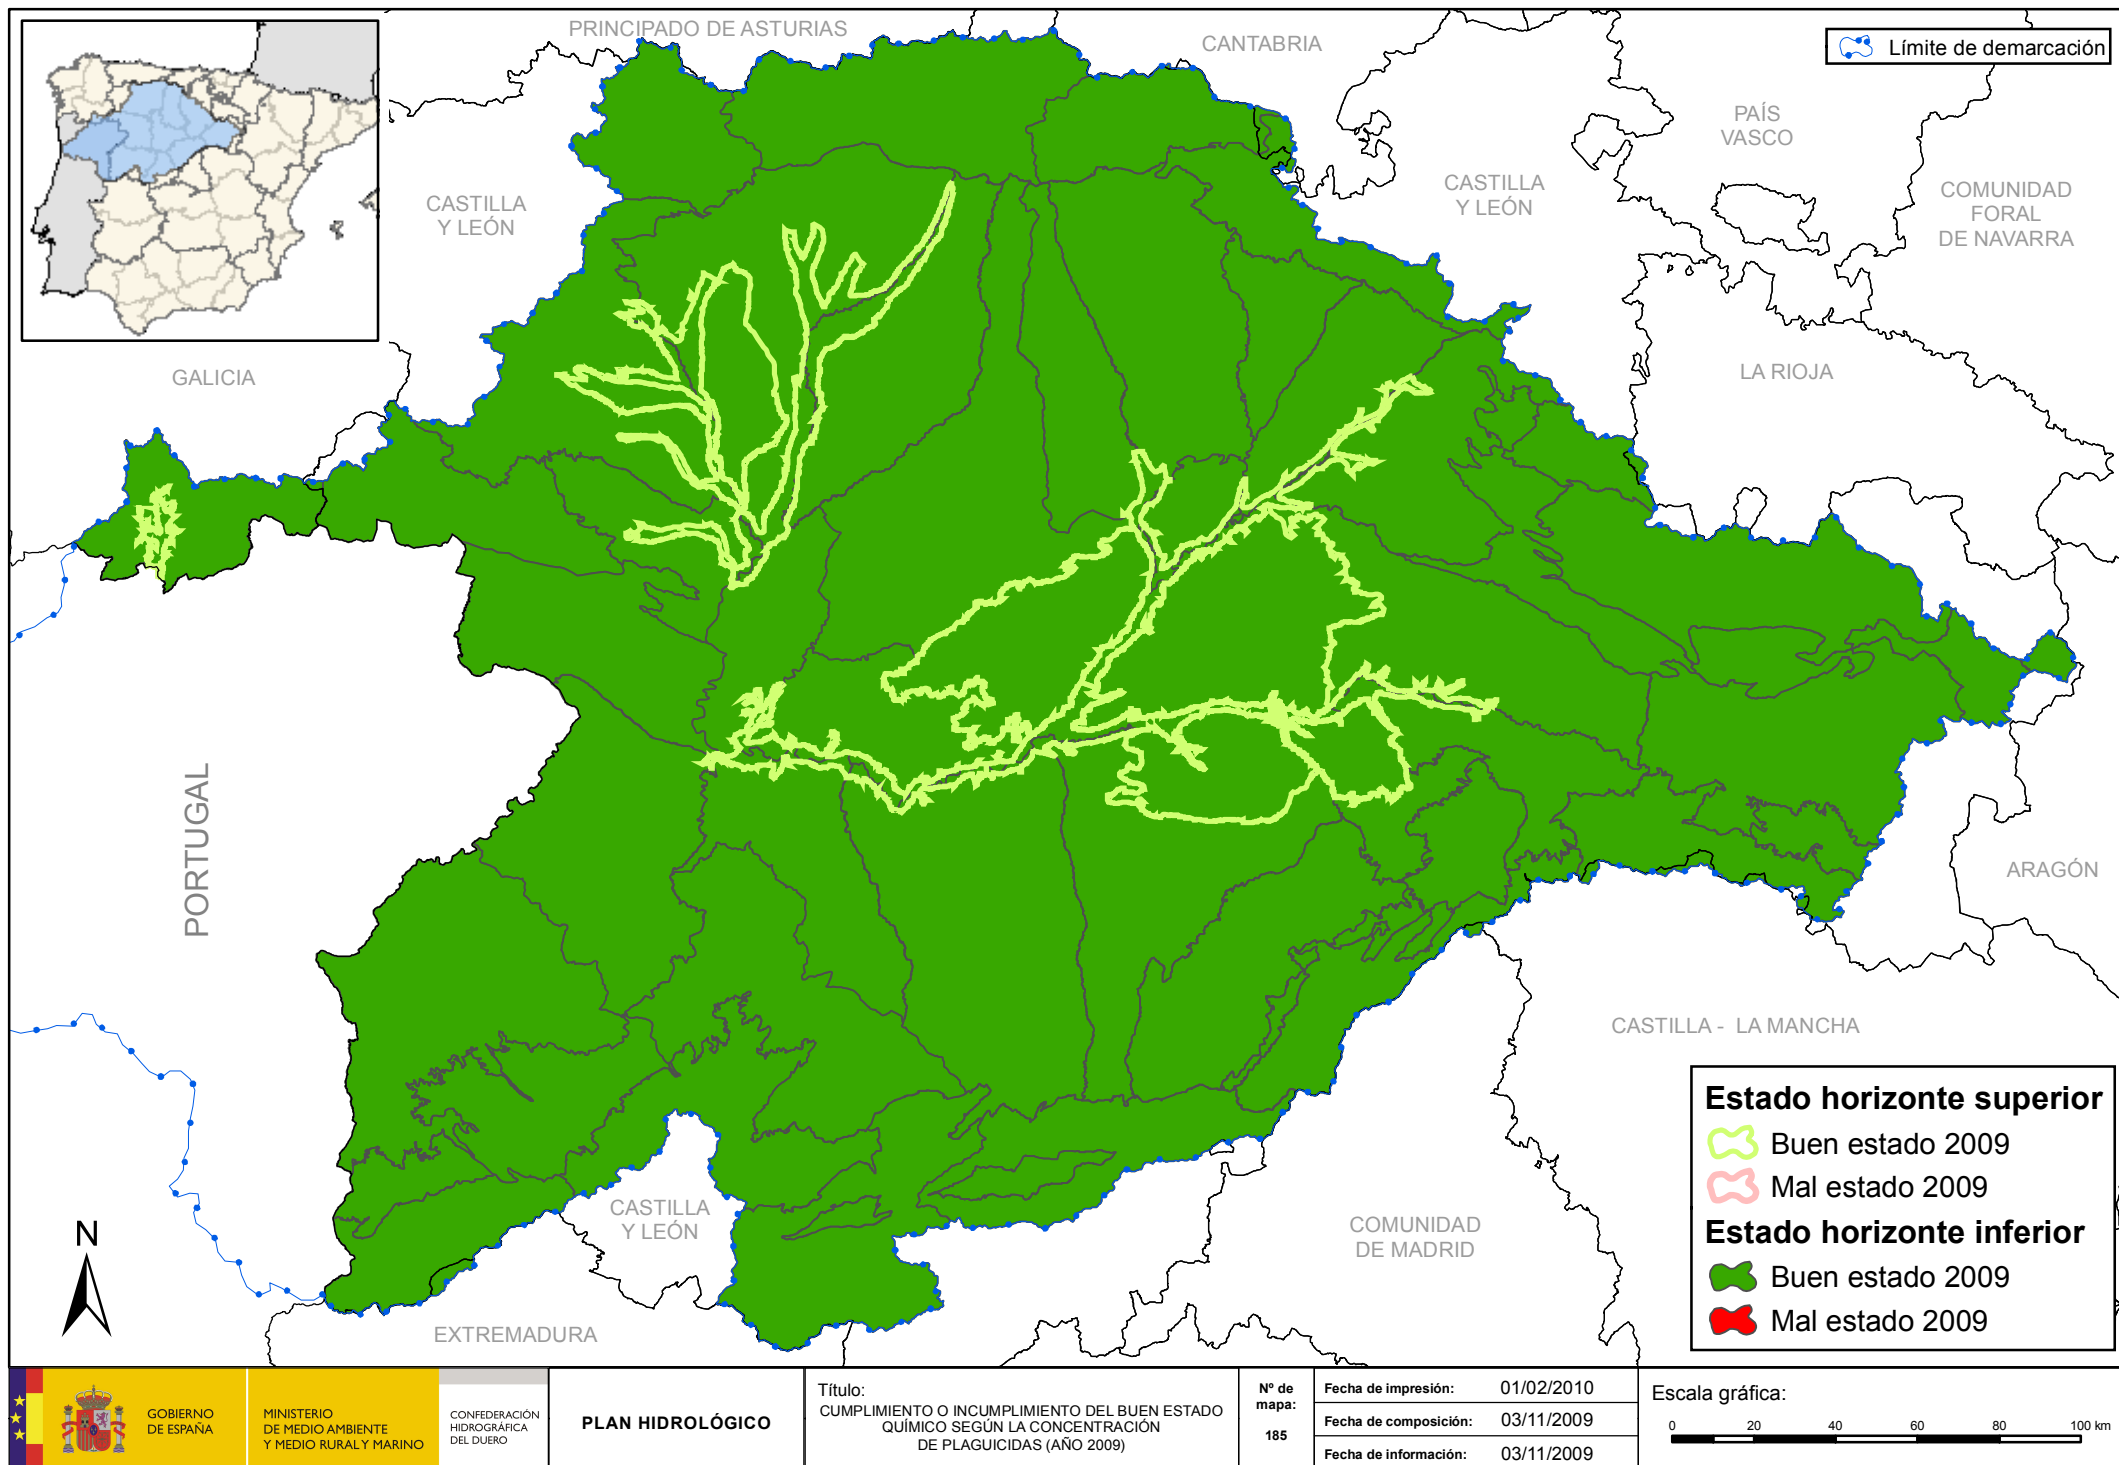 PRINCIPADO DE ASTURIAS
CANTABRIA
Límite de demarcación
PAÍS
VASCO
CASTILLA
Y LEÓN
CASTILLA
Y LEÓN
COMUNIDAD
FORAL
DE NAVARRA
GALICIA
LA RIOJA
PORTUGAL
ARAGÓN
CASTILLA - LA MANCHA
CASTILLA
Y LEÓN
COMUNIDAD
DE MADRID
EXTREMADURA
N
Estado horizonte superior
Buen estado 2009
Mal estado 2009
Estado horizonte inferior
Buen estado 2009
Mal estado 2009
GOBIERNO
DE ESPAÑA
MINISTERIO
DE MEDIO AMBIENTE
Y MEDIO RURAL Y MARINO
CONFEDERACIÓN
HIDROGRÁFICA
DEL DUERO
PLAN HIDROLÓGICO
Título:
CUMPLIMIENTO O INCUMPLIMIENTO DEL BUEN ESTADO
QUÍMICO SEGÚN LA CONCENTRACIÓN
DE PLAGUICIDAS (AÑO 2009)
Nº de
mapa:
185
Fecha de impresión: 01/02/2010
Fecha de composición: 03/11/2009
Fecha de información: 03/11/2009
Escala gráfica:
0 20 40 60 80 100 km